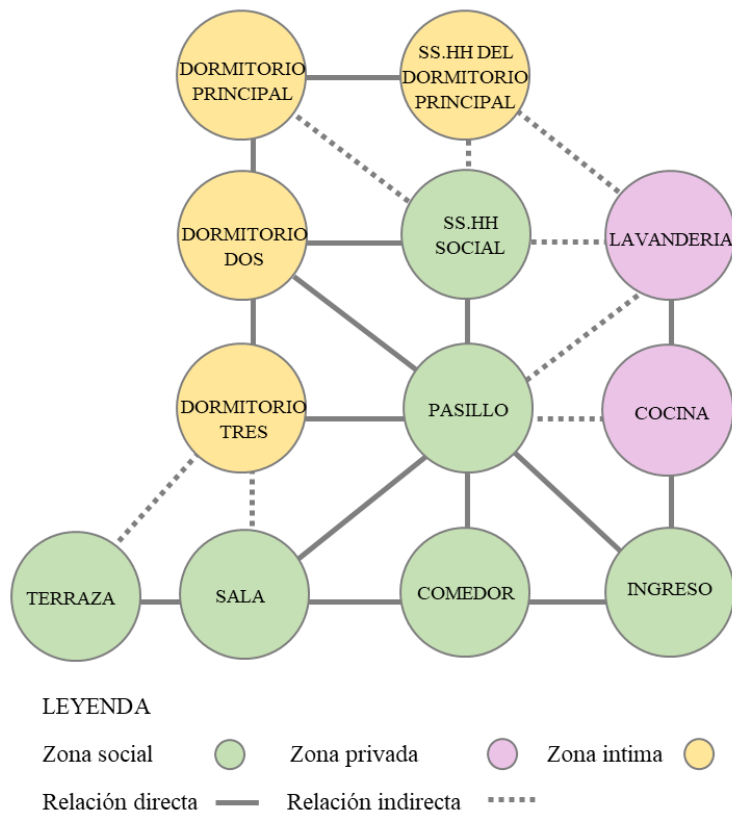 DORMITORIO
PRINCIPAL
SS.HH DEL
DORMITORIO
PRINCIPAL
DORMITORIO
DOS
SS.HH
SOCIAL
LAVANDERIA
DORMITORIO
TRES
PASILLO
COCINA
TERRAZA
SALA
COMEDOR
INGRESO
LEYENDA
Zona social
Zona privada
Zona intima
Relación directa
Relación indirecta